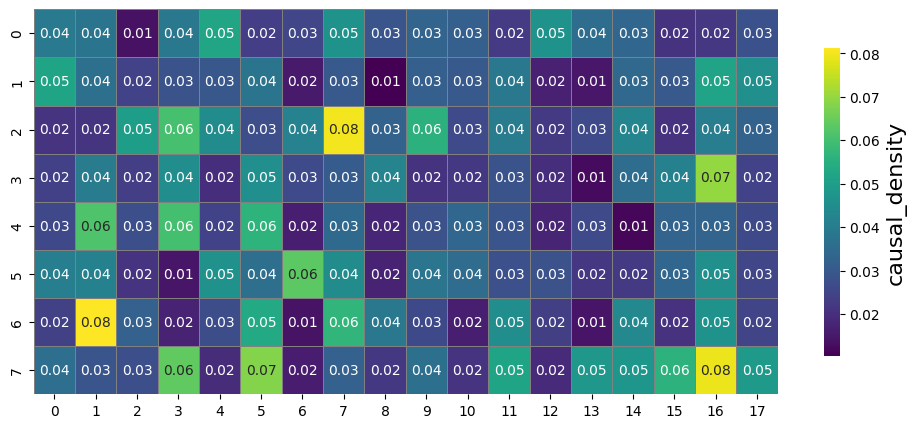 0 0.04 0.04 0.01 0.04 0.05 0.02 0.03 0.05 0.03 0.03 0.03 0.02 0.05 0.04 0.03 0.02 0.02 0.03
1 0.05 0.04 0.02 0.03 0.03 0.04 0.02 0.03 0.01 0.03 0.03 0.04 0.02 0.01 0.03 0.03 0.05 0.05
2 0.02 0.02 0.05 0.06 0.04 0.03 0.04 0.08 0.03 0.06 0.03 0.04 0.02 0.03 0.04 0.02 0.04 0.03
3 0.02 0.04 0.02 0.04 0.02 0.05 0.03 0.03 0.04 0.02 0.02 0.03 0.02 0.01 0.04 0.04 0.07 0.02
4 0.03 0.06 0.03 0.06 0.02 0.06 0.02 0.03 0.02 0.03 0.03 0.03 0.02 0.03 0.01 0.03 0.03 0.03
5 0.04 0.04 0.02 0.01 0.05 0.04 0.06 0.04 0.02 0.04 0.04 0.03 0.03 0.02 0.02 0.03 0.05 0.03
6 0.02 0.08 0.03 0.02 0.03 0.05 0.01 0.06 0.04 0.03 0.02 0.05 0.02 0.01 0.04 0.02 0.05 0.02
7 0.04 0.03 0.03 0.06 0.02 0.07 0.02 0.03 0.02 0.04 0.03 0.05 0.02 0.05 0.05 0.06 0.08 0.05
0 1 2 3 4 5 6 7 8 9 10 11 12 13 14 15 16 17
0.08
0.07
0.06
0.05
0.04
0.03
0.02
causal_density